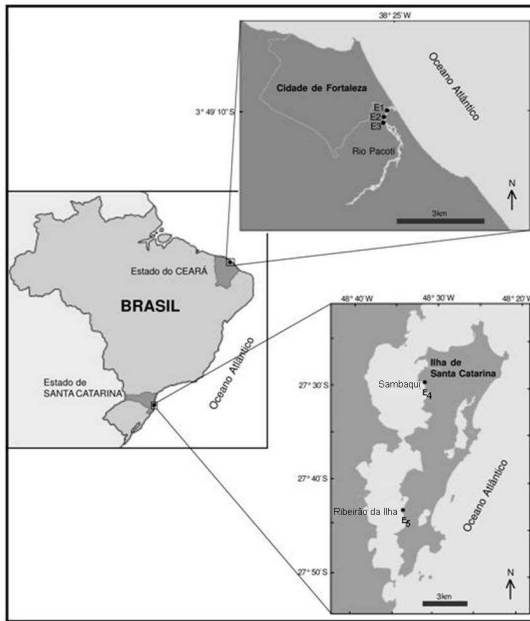 38° 25' W
Oceano Atlântico
Cidade de Fortaleza
3° 49' 10" S
E1
E2
E3
Rio Pacoti
N
3km
Estado do CEARÁ
BRASIL
Estado de
SANTA CATARINA
Oceano Atlântico
48° 40' W
48° 30' W
48° 20' W
Ilha de
Santa Catarina
Sambaqui
E4
27° 30' S
27° 40' S
Ribeirão da Ilha
E5
Oceano Atlântico
27° 50' S
N
3km